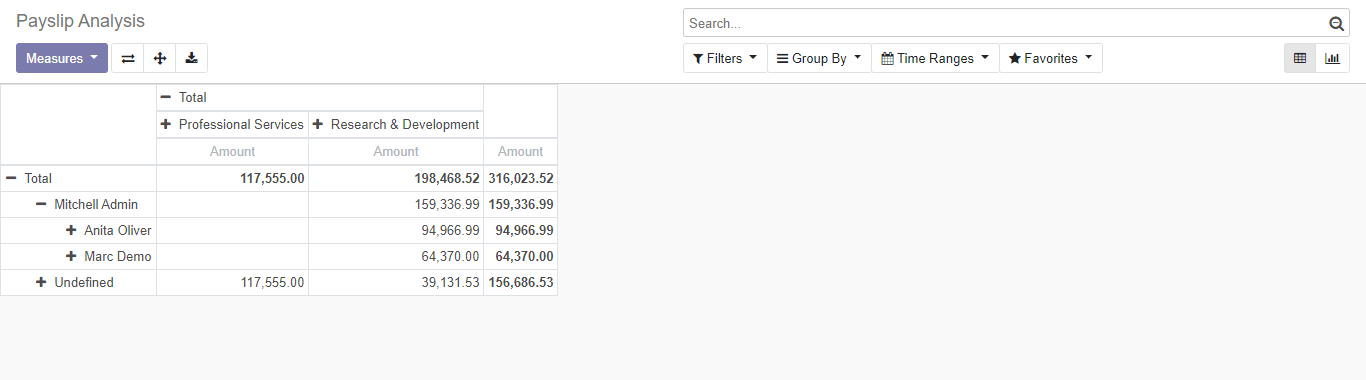 Payslip Analysis
Search...
Measures
Filters Group By Time Ranges Favorites
Total
Professional Services Research & Development
Amount Amount Amount
Total 117,555.00 198,468.52 316,023.52
Mitchell Admin 159,336.99 159,336.99
Anita Oliver 94,966.99 94,966.99
Marc Demo 64,370.00 64,370.00
Undefined 117,555.00 39,131.53 156,686.53